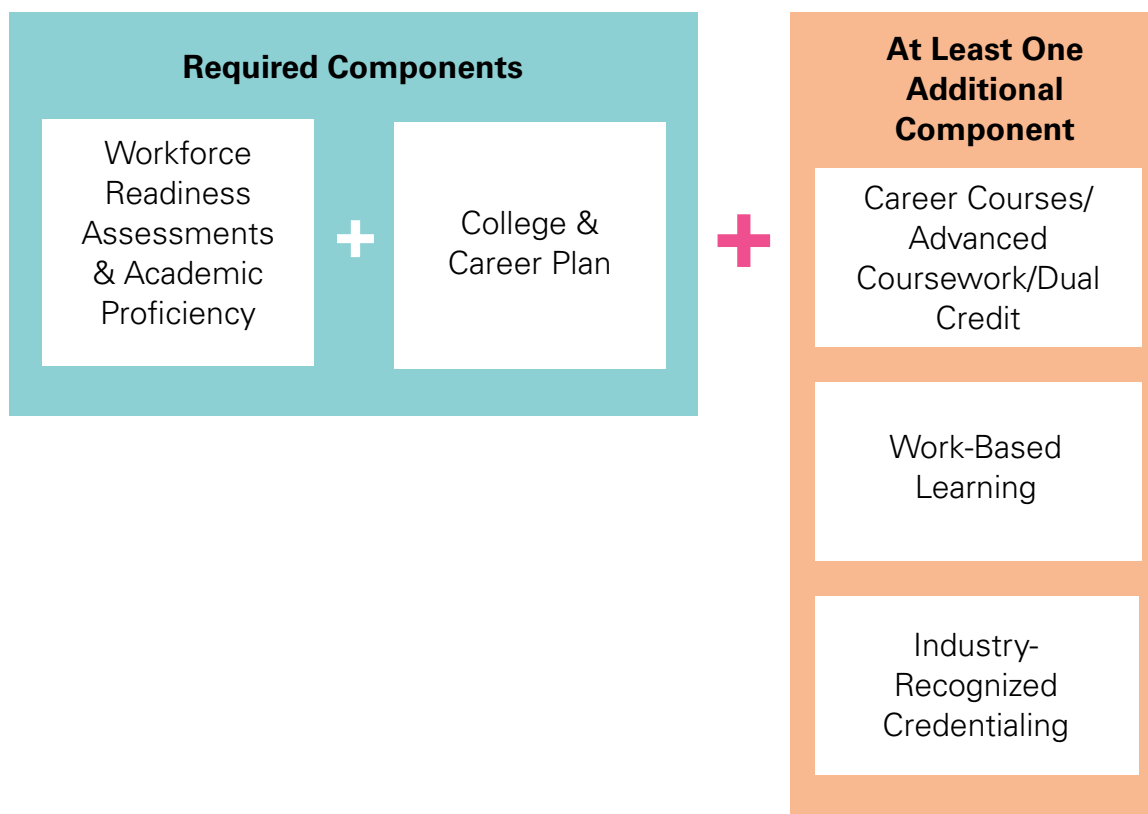 Required Components
Workforce
Readiness
Assessments
& Academic
Proficiency
+
College &
Career Plan
+
At Least One
Additional
Component
Career Courses/
Advanced
Coursework/Dual
Credit
Work-Based
Learning
Industry-
Recognized
Credentialing